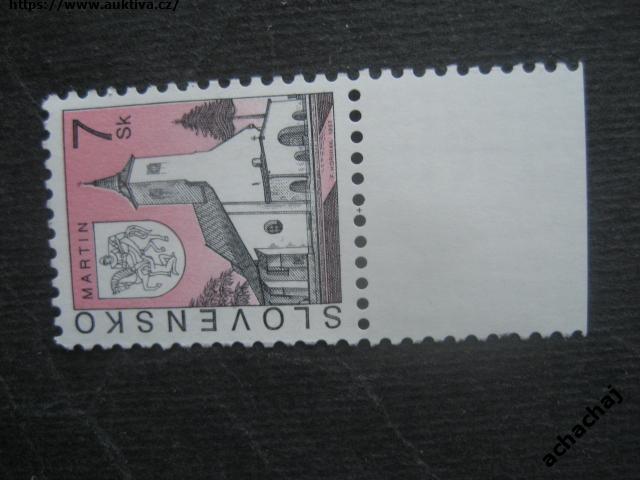 https://www.auktiva.cz/
7 Sk
MARTIN
SLOVENSKO
achachaj